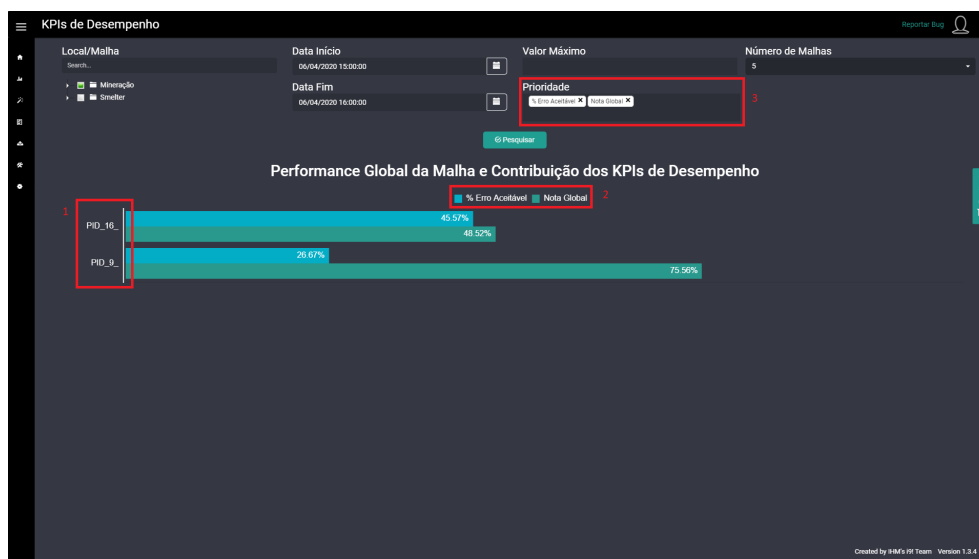 KPIs de Desempenho
Reportar Bug
Local/Malha
Search...
Mineração
Smelter
Data Início
06/04/2020 15:00:00
Data Fim
06/04/2020 16:00:00
Valor Máximo
Prioridade
% Erro Aceitável ✕ Nota Global ✕
3
Número de Malhas
5
Pesquisar
Performance Global da Malha e Contribuição dos KPIs de Desempenho
% Erro Aceitável Nota Global
2
1
PID_16_
45.57%
48.52%
PID_9_
26.67%
75.56%
Created by IHM's i9! Team Version 1.3.4